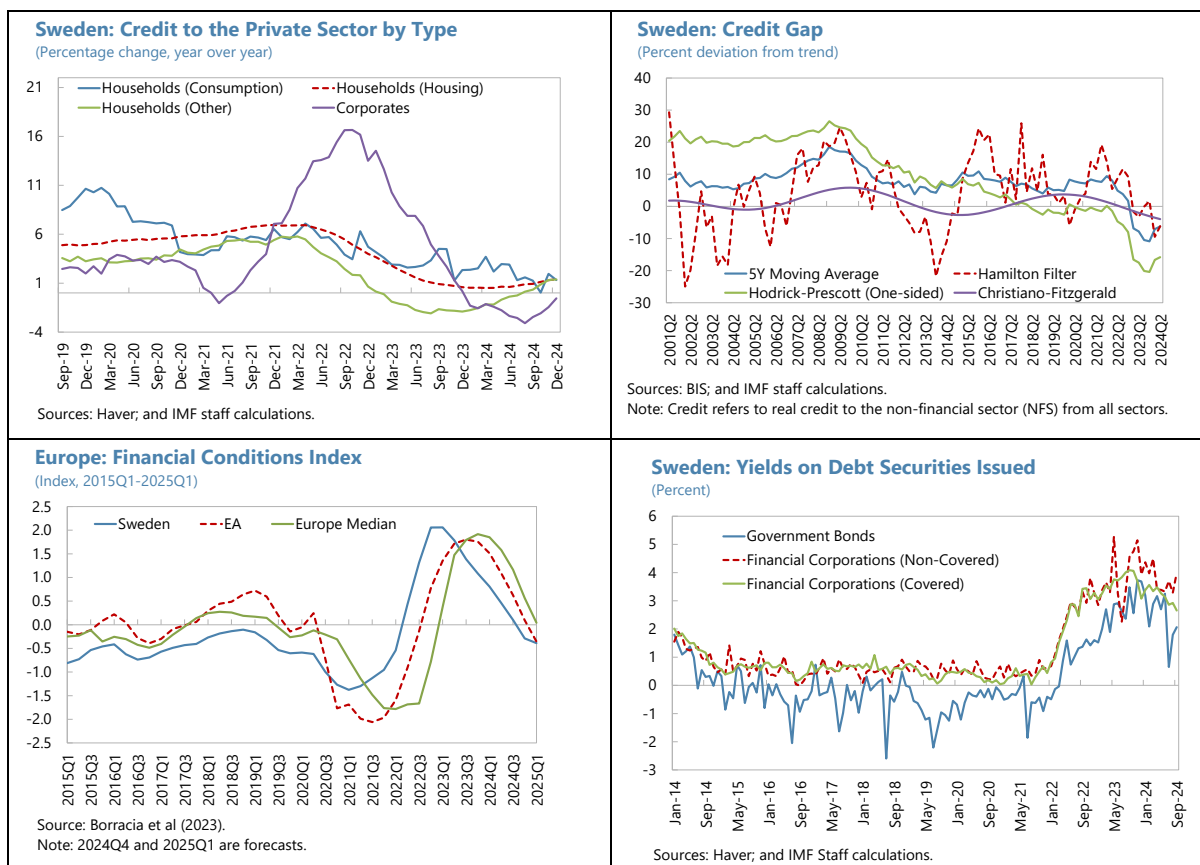 Sweden: Credit to the Private Sector by Type
(Percentage change, year over year)
Households (Consumption)
Households (Housing)
Households (Other)
Corporates
21
16
11
6
1
-4
Sep-19
Dec-19
Mar-20
Jun-20
Sep-20
Dec-20
Mar-21
Jun-21
Sep-21
Dec-21
Mar-22
Jun-22
Sep-22
Dec-22
Mar-23
Jun-23
Sep-23
Dec-23
Mar-24
Jun-24
Sep-24
Dec-24
Sources: Haver; and IMF staff calculations.
Sweden: Credit Gap
(Percent deviation from trend)
40
30
20
10
0
-10
-20
-30
5Y Moving Average
Hamilton Filter
Hodrick-Prescott (One-sided)
Christiano-Fitzgerald
2001Q2
2002Q2
2003Q2
2004Q2
2005Q2
2006Q2
2007Q2
2008Q2
2009Q2
2010Q2
2011Q2
2012Q2
2013Q2
2014Q2
2015Q2
2016Q2
2017Q2
2018Q2
2019Q2
2020Q2
2021Q2
2022Q2
2023Q2
2024Q2
Sources: BIS; and IMF staff calculations.
Note: Credit refers to real credit to the non-financial sector (NFS) from all sectors.
Europe: Financial Conditions Index
(Index, 2015Q1-2025Q1)
Sweden
EA
Europe Median
2.5
2.0
1.5
1.0
0.5
0.0
-0.5
-1.0
-1.5
-2.0
-2.5
2015Q1
2015Q3
2016Q1
2016Q3
2017Q1
2017Q3
2018Q1
2018Q3
2019Q1
2019Q3
2020Q1
2020Q3
2021Q1
2021Q3
2022Q1
2022Q3
2023Q1
2023Q3
2024Q1
2024Q3
2025Q1
Source: Borracia et al (2023).
Note: 2024Q4 and 2025Q1 are forecasts.
Sweden: Yields on Debt Securities Issued
(Percent)
Government Bonds
Financial Corporations (Non-Covered)
Financial Corporations (Covered)
6
5
4
3
2
1
0
-1
-2
-3
Jan-14
Sep-14
May-15
Jan-16
Sep-16
May-17
Jan-18
Sep-18
May-19
Jan-20
Sep-20
May-21
Jan-22
Sep-22
May-23
Jan-24
Sep-24
Sources: Haver; and IMF Staff calculations.